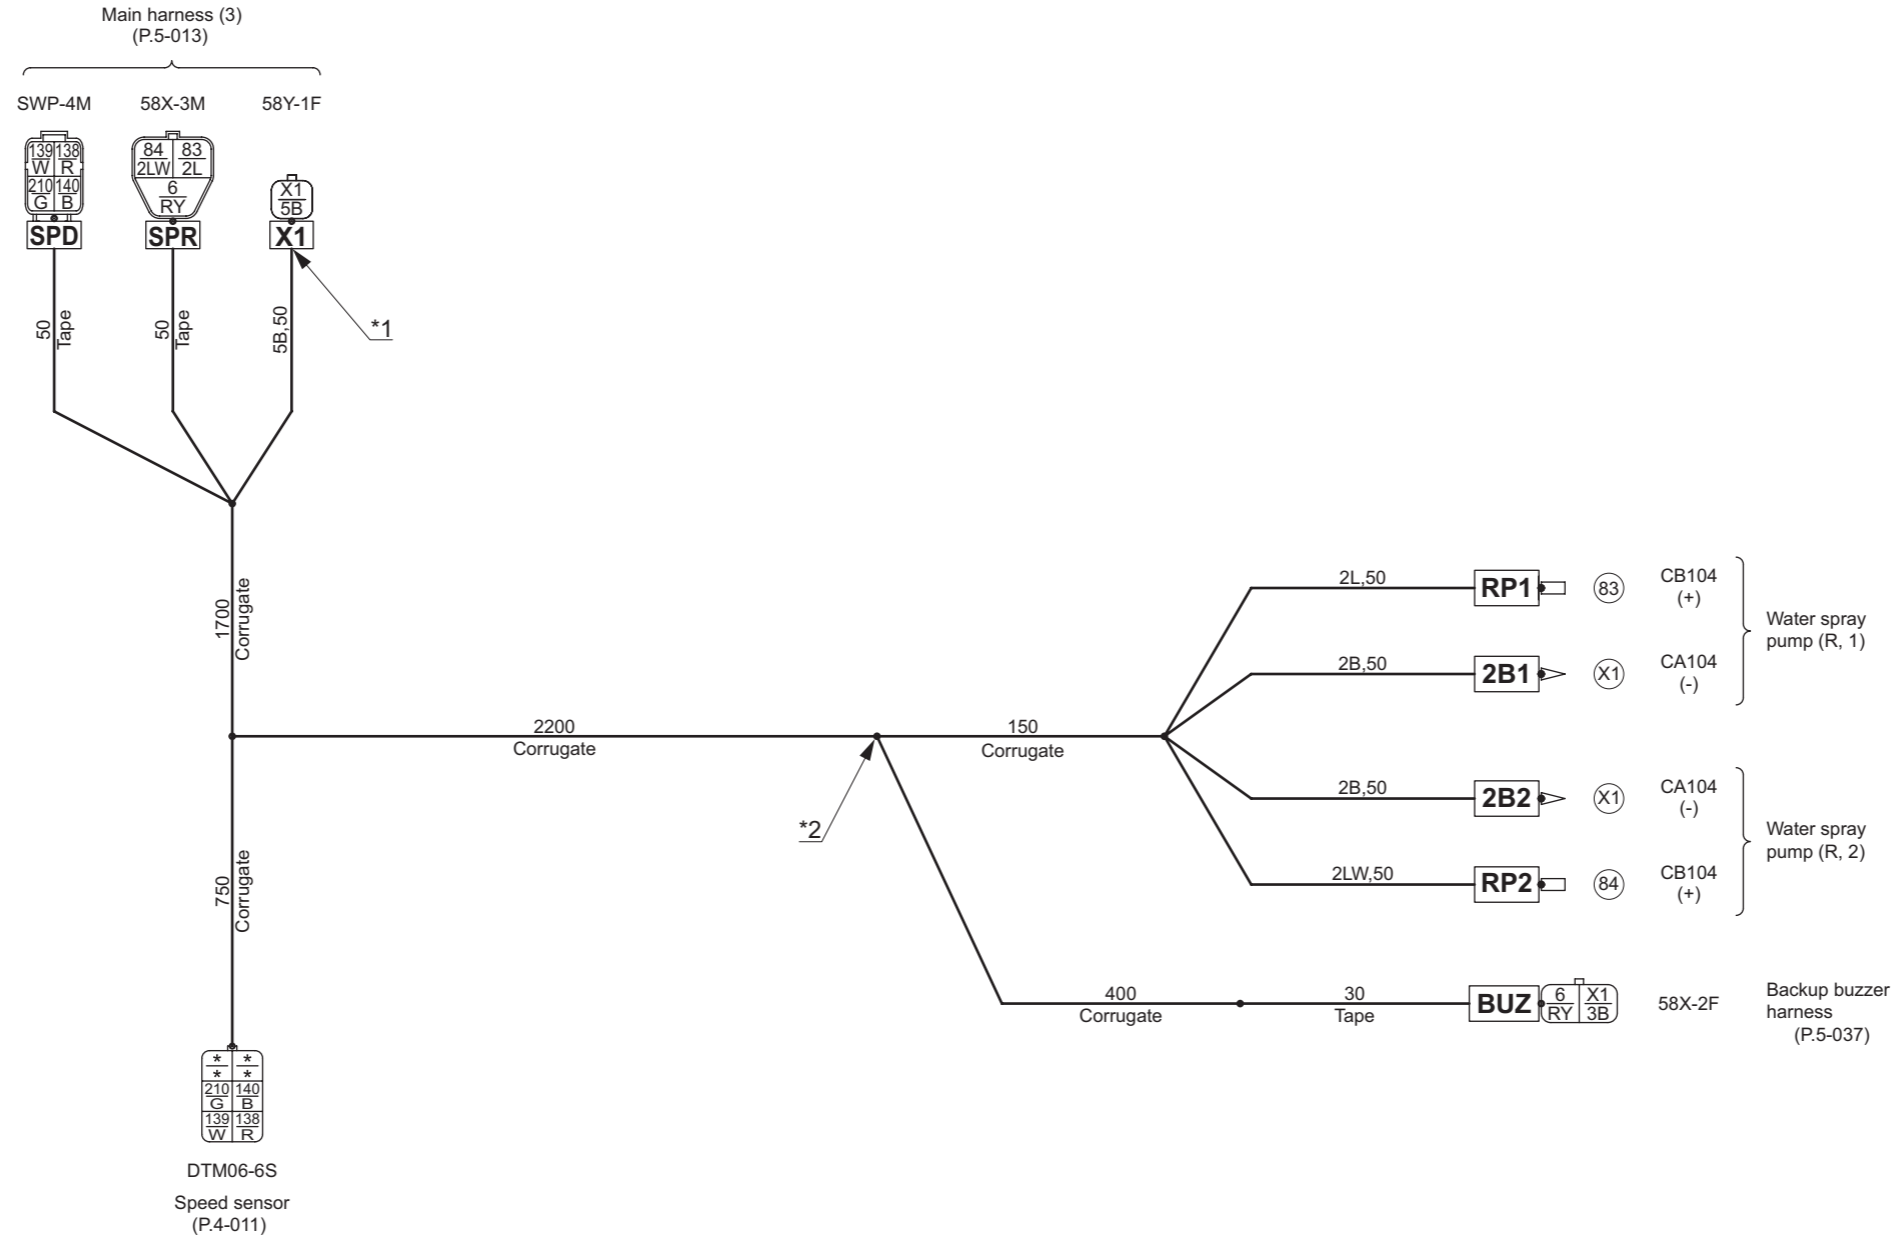 Main harness (3)
(P.5-013)
SWP-4M
58X-3M
58Y-1F
139 138
W R
210 140
G B
SPD
84 83
2LW 2L
6
RY
SPR
X1
5B
X1
50
Tape
50
Tape
5B,50
*1
1700
Corrugate
2200
Corrugate
150
Corrugate
*2
2L,50
RP1
83
CB104
(+)
2B,50
2B1
X1
CA104
(-)
Water spray
pump (R, 1)
2B,50
2B2
X1
CA104
(-)
2LW,50
RP2
84
CB104
(+)
Water spray
pump (R, 2)
750
Corrugate
400
Corrugate
30
Tape
BUZ
6 X1
RY 3B
58X-2F
Backup buzzer
harness
(P.5-037)
* *
* *
210 140
G B
139 138
W R
DTM06-6S
Speed sensor
(P.4-011)